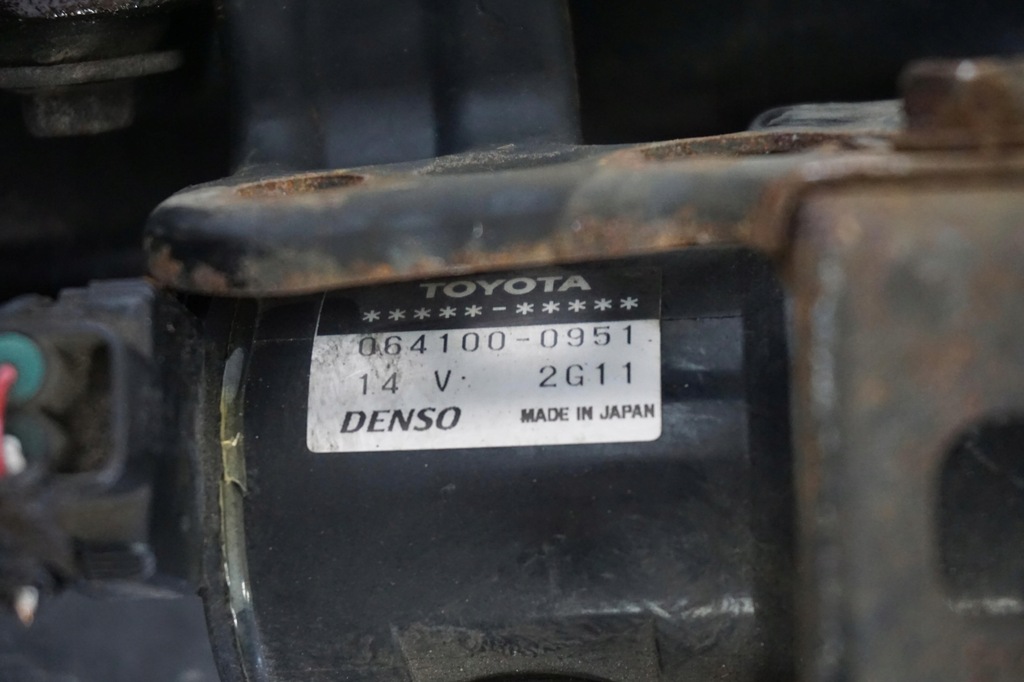 TOYOTA
*****-*****
064100-0951
14 V 2G11
DENSO MADE IN JAPAN